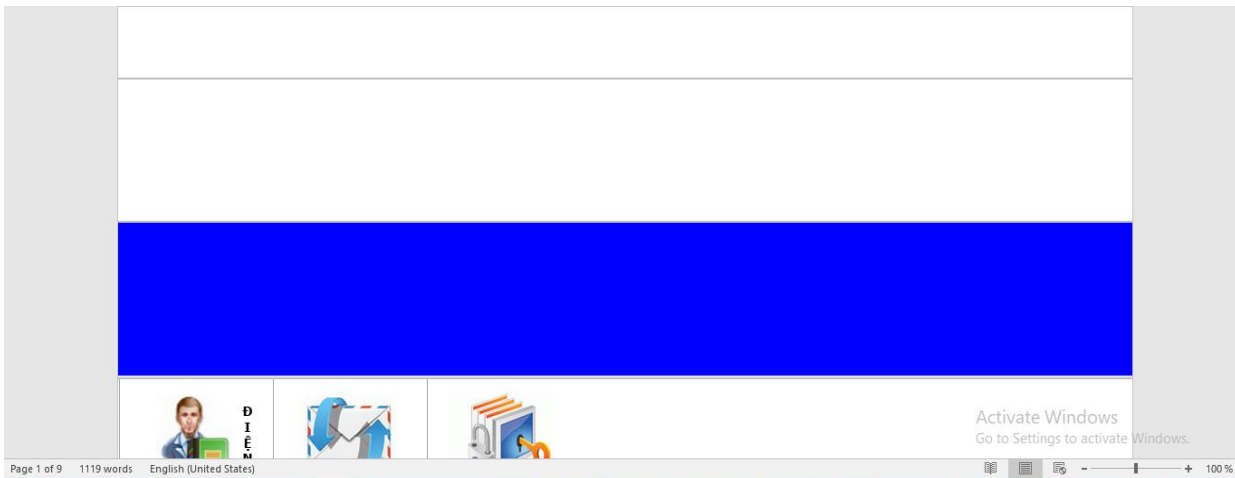 Đ
I
Ệ
N
Activate Windows
Go to Settings to activate Windows.
Page 1 of 9 1119 words English (United States) - + 100 %